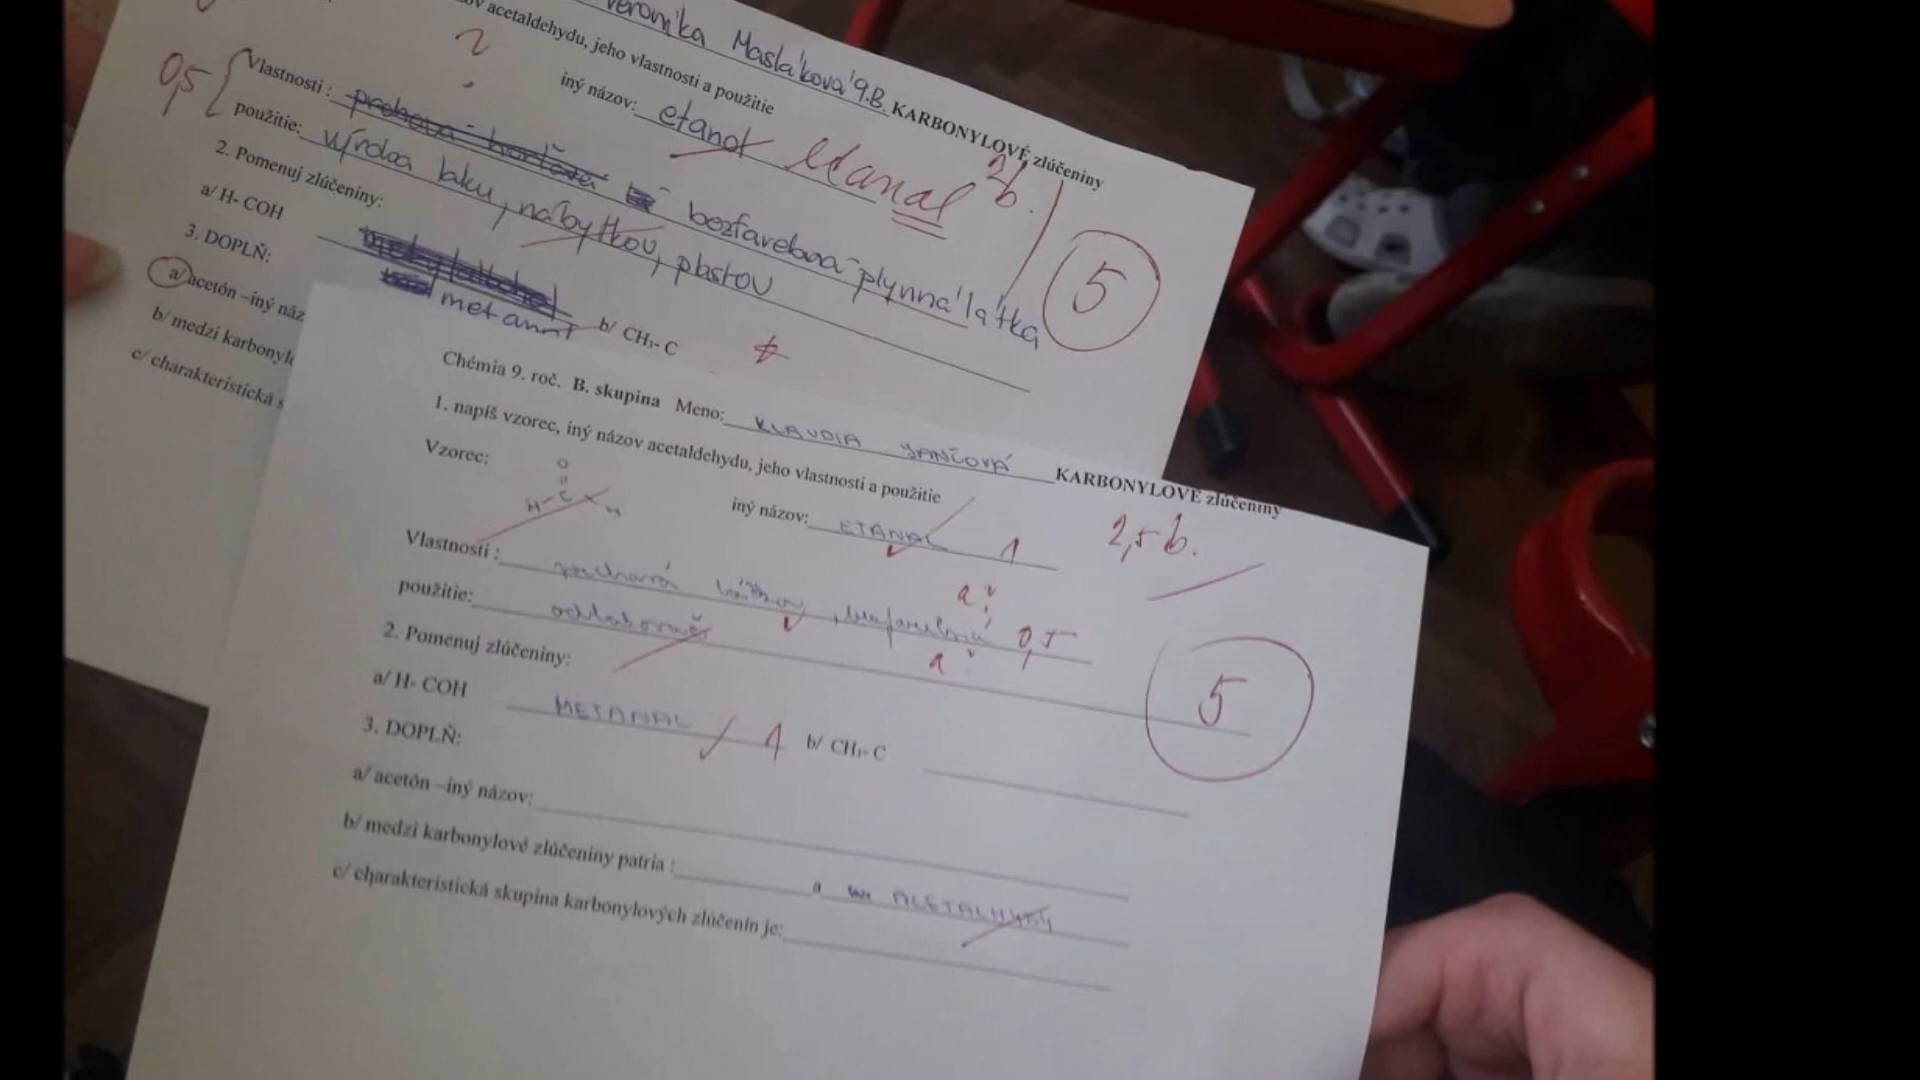 Veronika Masláková 9.B. KARBONYLOVÉ zlúčeniny
acetaldehydu, jeho vlastnosti a použitie
iný názov: etanol etanal 2b.
0,5 Vlastnosti : bezfarebná plynná látka
použitie: výroba laku, nábytkou, plastov
5
2. Pomenuj zlúčeniny:
a/ H- COH
b/ CH₃- C
3. DOPLŇ:
a/ acetón –iný náz
b/ medzi karbonyl
c/ charakteristická s
Chémia 9. roč. B. skupina Meno: KLAUDIA JANČOVÁ KARBONYLOVÉ zlúčeniny
1. napíš vzorec, iný názov acetaldehydu, jeho vlastnosti a použitie
Vzorec: O H C H iný názov: ETANAL 1 2,5 b.
Vlastnosti : a? 0,5
použitie: a?
5
2. Pomenuj zlúčeniny:
a/ H- COH METANAL 1 b/ CH₃- C
3. DOPLŇ:
a/ acetón –iný názov:
b/ medzi karbonylové zlúčeniny patria : a
c/ charakteristická skupina karbonylových zlúčenín je: